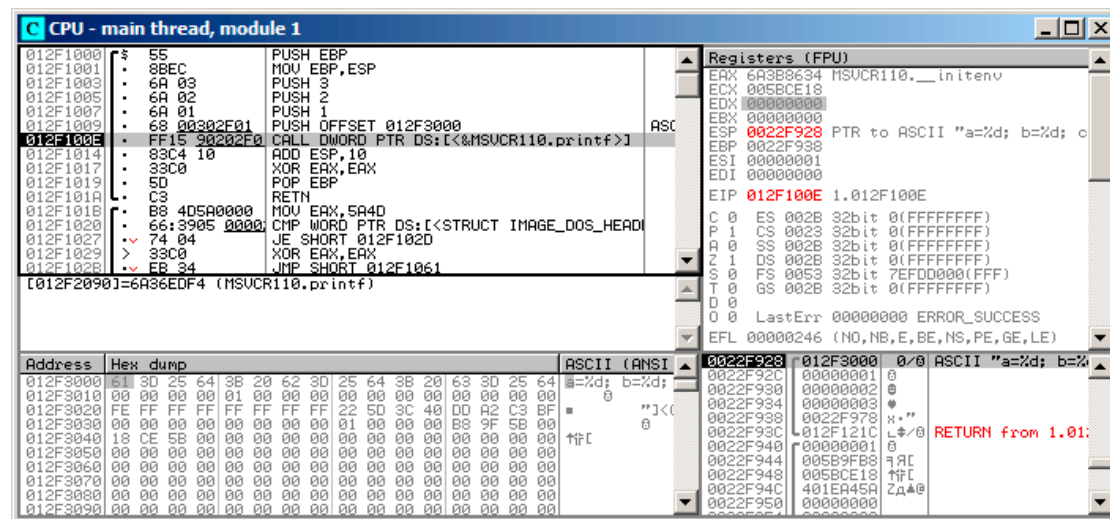 CPU - main thread, module 1
012F1000 $ 55 PUSH EBP
012F1001 . 8BEC MOV EBP,ESP
012F1003 . 6A 03 PUSH 3
012F1005 . 6A 02 PUSH 2
012F1007 . 6A 01 PUSH 1
012F1009 . 68 00302F01 PUSH OFFSET 012F3000 ASC
012F100E . FF15 90202F0 CALL DWORD PTR DS:[<&MSVCR110.printf>]
012F1014 . 83C4 10 ADD ESP,10
012F1017 . 33C0 XOR EAX,EAX
012F1019 . 5D POP EBP
012F101A . C3 RETN
012F101B . B8 4D5A0000 MOV EAX,5A4D
012F1020 . 66:3905 0000 CMP WORD PTR DS:[<STRUCT IMAGE_DOS_HEAD
012F1027 . 74 04 JE SHORT 012F102D
012F1029 > 33C0 XOR EAX,EAX
012F102B . EB 34 JMP SHORT 012F1061
[012F2090]=6A36EDF4 (MSVCR110.printf)
Registers (FPU)
EAX 6A3B8634 MSVCR110.__initenv
ECX 005BCE18
EDX 00000000
EBX 00000000
ESP 0022F928 PTR to ASCII "a=%d; b=%d; c
EBP 0022F938
ESI 00000001
EDI 00000000
EIP 012F100E 1.012F100E
C 0 ES 002B 32bit 0(FFFFFFFF)
P 1 CS 0023 32bit 0(FFFFFFFF)
A 0 SS 002B 32bit 0(FFFFFFFF)
Z 1 DS 002B 32bit 0(FFFFFFFF)
S 0 FS 0053 32bit 7EFDD000(FFF)
T 0 GS 002B 32bit 0(FFFFFFFF)
D 0
O 0 LastErr 00000000 ERROR_SUCCESS
EFL 00000246 (NO,NB,E,BE,NS,PE,GE,LE)
Address Hex dump ASCII (ANSI
012F3000 61 3D 25 64 3B 20 62 3D 25 64 3B 20 63 3D 25 64 a=%d; b=%d;
012F3010 00 00 00 00 01 00 00 00 00 00 00 00 00 00 00 00
012F3020 FE FF FF FF FF FF FF FF 22 5D 3C 40 DD A2 C3 BF "]<
012F3030 00 00 00 00 00 00 00 00 01 00 00 00 B8 9F 5B 00
012F3040 18 CE 5B 00 00 00 00 00 00 00 00 00 00 00 00 00
012F3050 00 00 00 00 00 00 00 00 00 00 00 00 00 00 00 00
012F3060 00 00 00 00 00 00 00 00 00 00 00 00 00 00 00 00
012F3070 00 00 00 00 00 00 00 00 00 00 00 00 00 00 00 00
012F3080 00 00 00 00 00 00 00 00 00 00 00 00 00 00 00 00
012F3090 00 00 00 00 00 00 00 00 00 00 00 00 00 00 00 00
0022F928 012F3000 0/0 ASCII "a=%d; b=%
0022F92C 00000001
0022F930 00000002
0022F934 00000003 ♥
0022F938 0022F978 x·"
0022F93C 012F121C RETURN from 1.01
0022F940 00000001
0022F944 005B9FB8 ╕Я[
0022F948 005BCE18 ↑╬[
0022F94C 401EA45A Zд▲@
0022F950 00000000